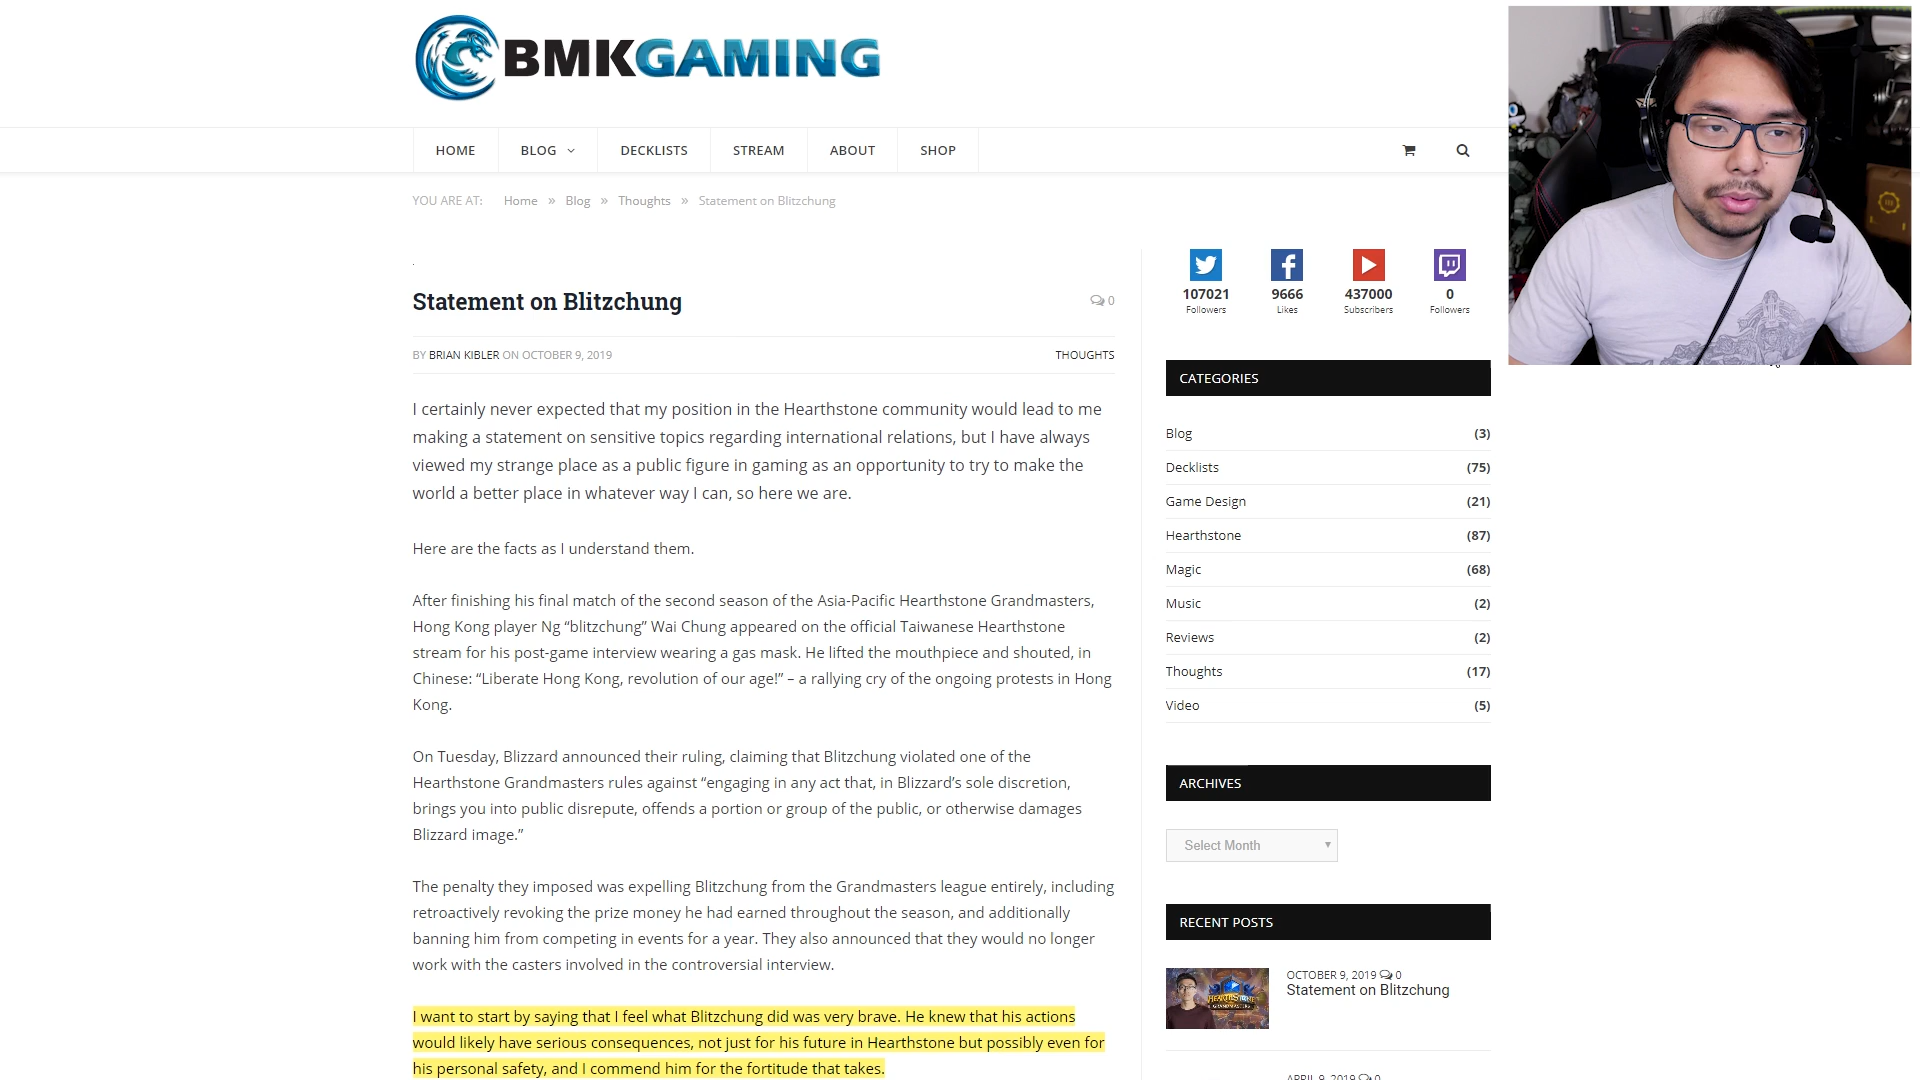 BMKGAMING
HOME
BLOG
DECKLISTS
STREAM
ABOUT
SHOP
YOU ARE AT: Home » Blog » Thoughts » Statement on Blitzchung
.
Statement on Blitzchung
0
BY BRIAN KIBLER ON OCTOBER 9, 2019
THOUGHTS
I certainly never expected that my position in the Hearthstone community would lead to me
making a statement on sensitive topics regarding international relations, but I have always
viewed my strange place as a public figure in gaming as an opportunity to try to make the
world a better place in whatever way I can, so here we are.
Here are the facts as I understand them.
After finishing his final match of the second season of the Asia-Pacific Hearthstone Grandmasters,
Hong Kong player Ng “blitzchung” Wai Chung appeared on the official Taiwanese Hearthstone
stream for his post-game interview wearing a gas mask. He lifted the mouthpiece and shouted, in
Chinese: “Liberate Hong Kong, revolution of our age!” – a rallying cry of the ongoing protests in Hong
Kong.
On Tuesday, Blizzard announced their ruling, claiming that Blitzchung violated one of the
Hearthstone Grandmasters rules against “engaging in any act that, in Blizzard’s sole discretion,
brings you into public disrepute, offends a portion or group of the public, or otherwise damages
Blizzard image.”
The penalty they imposed was expelling Blitzchung from the Grandmasters league entirely, including
retroactively revoking the prize money he had earned throughout the season, and additionally
banning him from competing in events for a year. They also announced that they would no longer
work with the casters involved in the controversial interview.
I want to start by saying that I feel what Blitzchung did was very brave. He knew that his actions
would likely have serious consequences, not just for his future in Hearthstone but possibly even for
his personal safety, and I commend him for the fortitude that takes.
107021
Followers
9666
Likes
437000
Subscribers
0
Followers
CATEGORIES
Blog (3)
Decklists (75)
Game Design (21)
Hearthstone (87)
Magic (68)
Music (2)
Reviews (2)
Thoughts (17)
Video (5)
ARCHIVES
Select Month
RECENT POSTS
HEARTHSTONE
GRANDMASTERS
OCTOBER 9, 2019 0
Statement on Blitzchung
APRIL 9, 2019 0